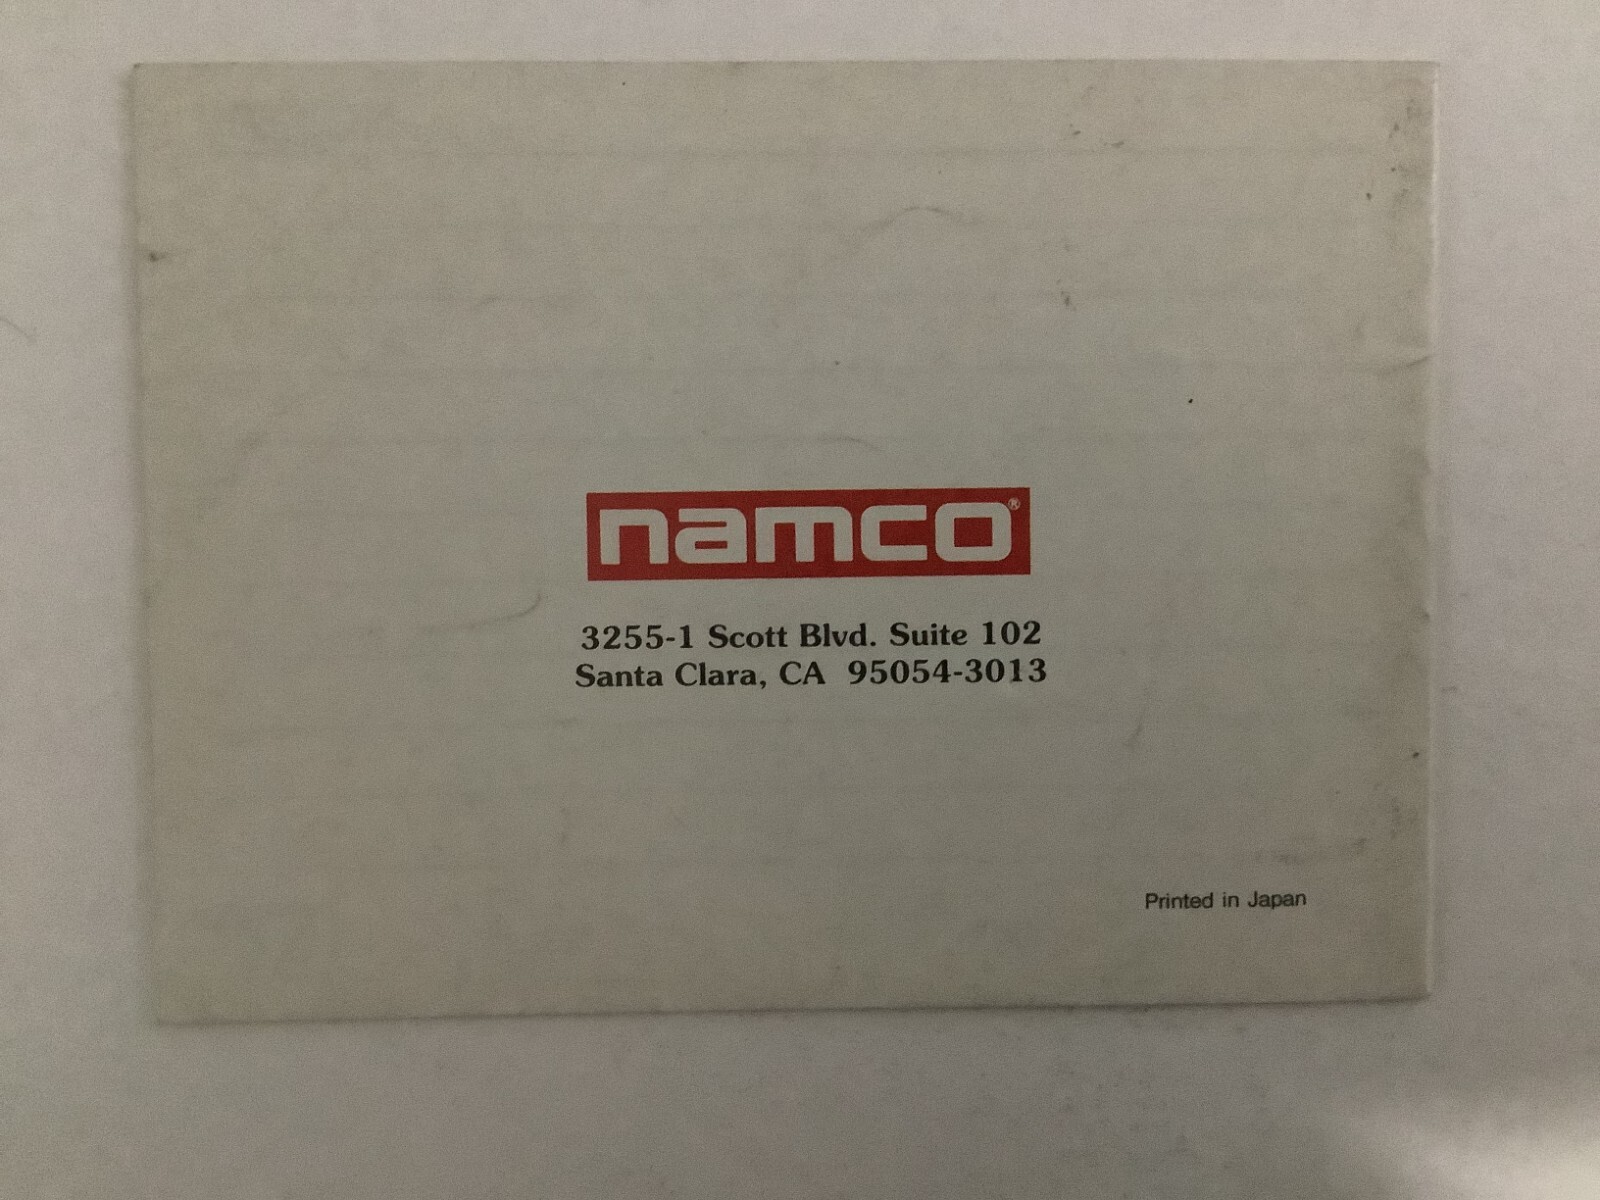 namco®
3255-1 Scott Blvd. Suite 102
Santa Clara, CA 95054-3013
Printed in Japan